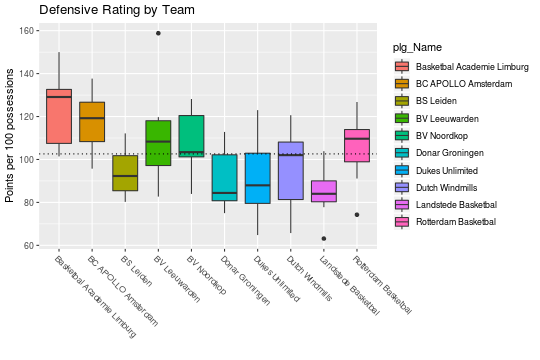 Defensive Rating by Team
Points per 100 possessions
160
140
120
100
80
60
Basketbal Academie Limburg
BC APOLLO Amsterdam
BS Leiden
BV Leeuwarden
BV Noordkop
Donar Groningen
Dukes Unlimited
Dutch Windmills
Landstede Basketbal
Rotterdam Basketbal
plg_Name
Basketbal Academie Limburg
BC APOLLO Amsterdam
BS Leiden
BV Leeuwarden
BV Noordkop
Donar Groningen
Dukes Unlimited
Dutch Windmills
Landstede Basketbal
Rotterdam Basketbal